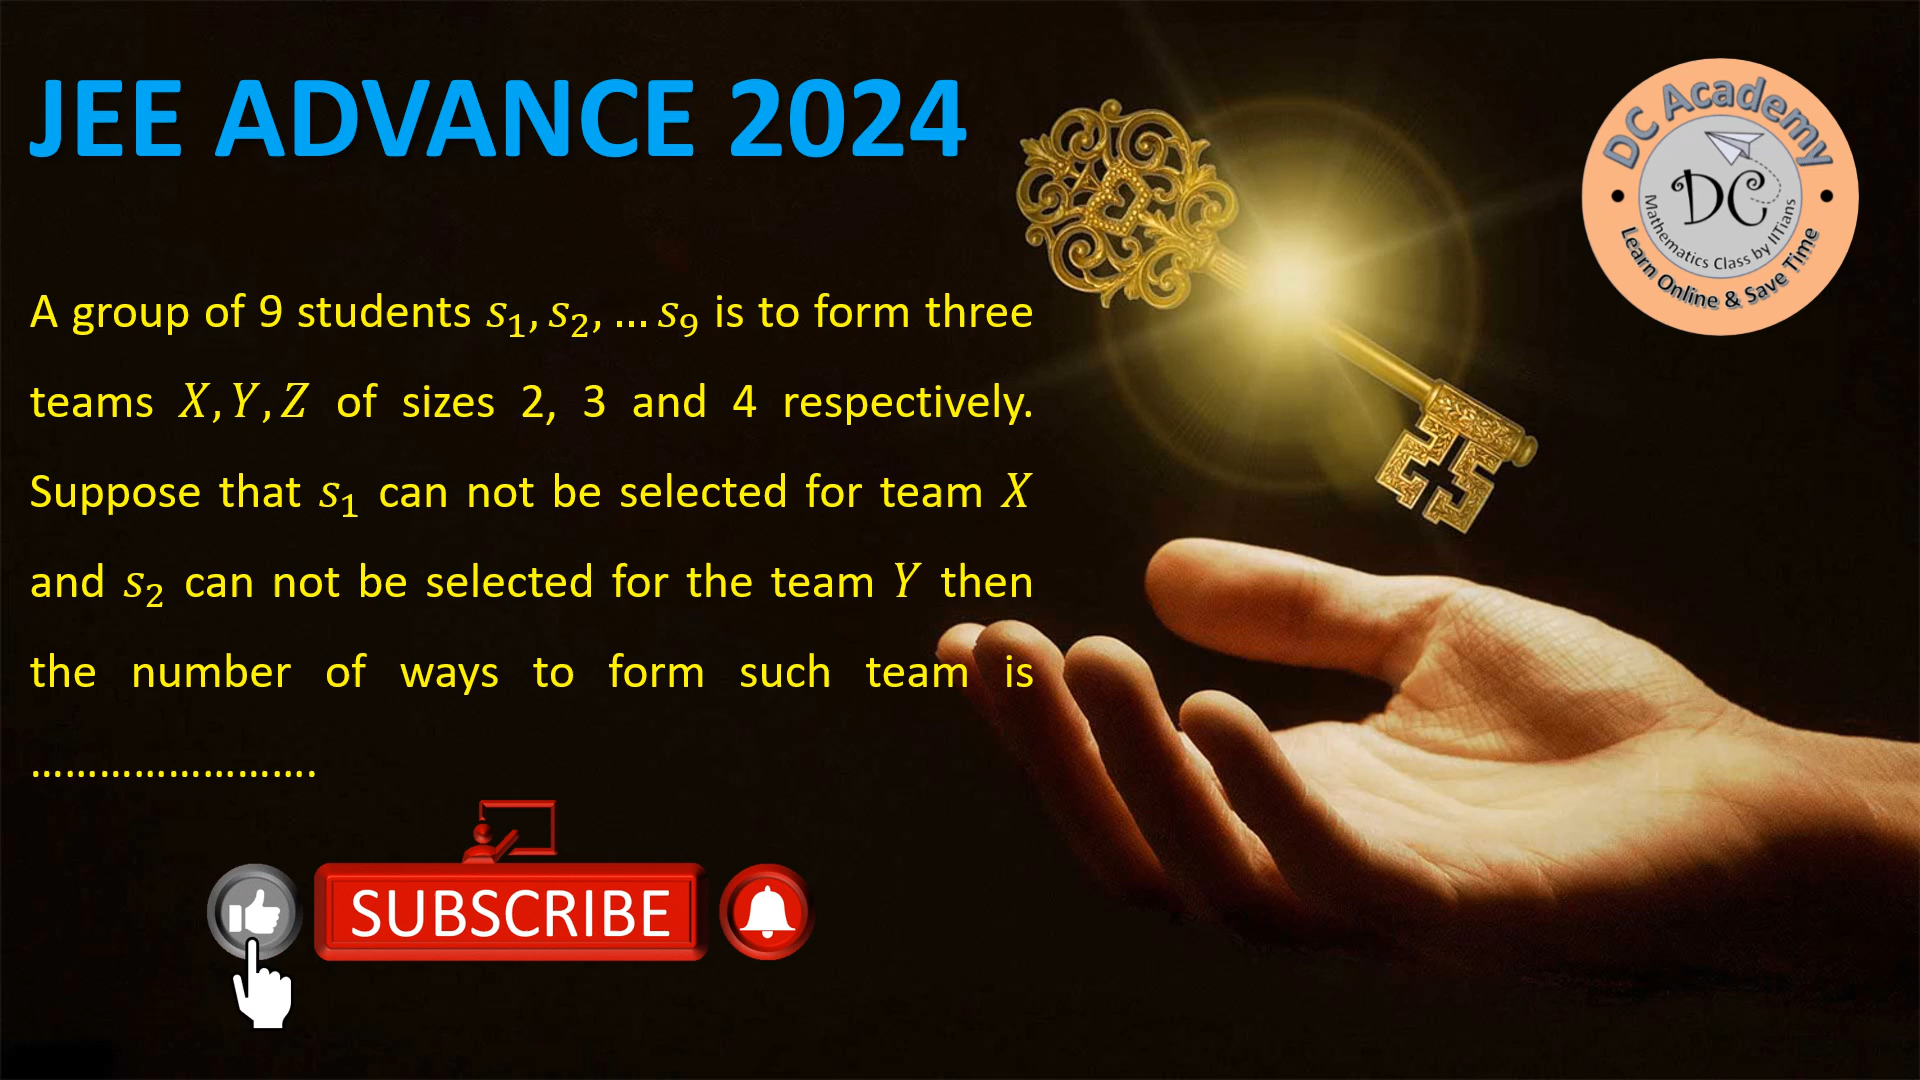 JEE ADVANCE 2024
DC Academy
DC
Mathematics Class by IITians
• Learn Online & Save Time •
A group of 9 students 𝑠₁, 𝑠₂, … 𝑠₉ is to form three
teams 𝑋, 𝑌, 𝑍 of sizes 2, 3 and 4 respectively.
Suppose that 𝑠₁ can not be selected for team 𝑋
and 𝑠₂ can not be selected for the team 𝑌 then
the number of ways to form such team is
…………………….
SUBSCRIBE